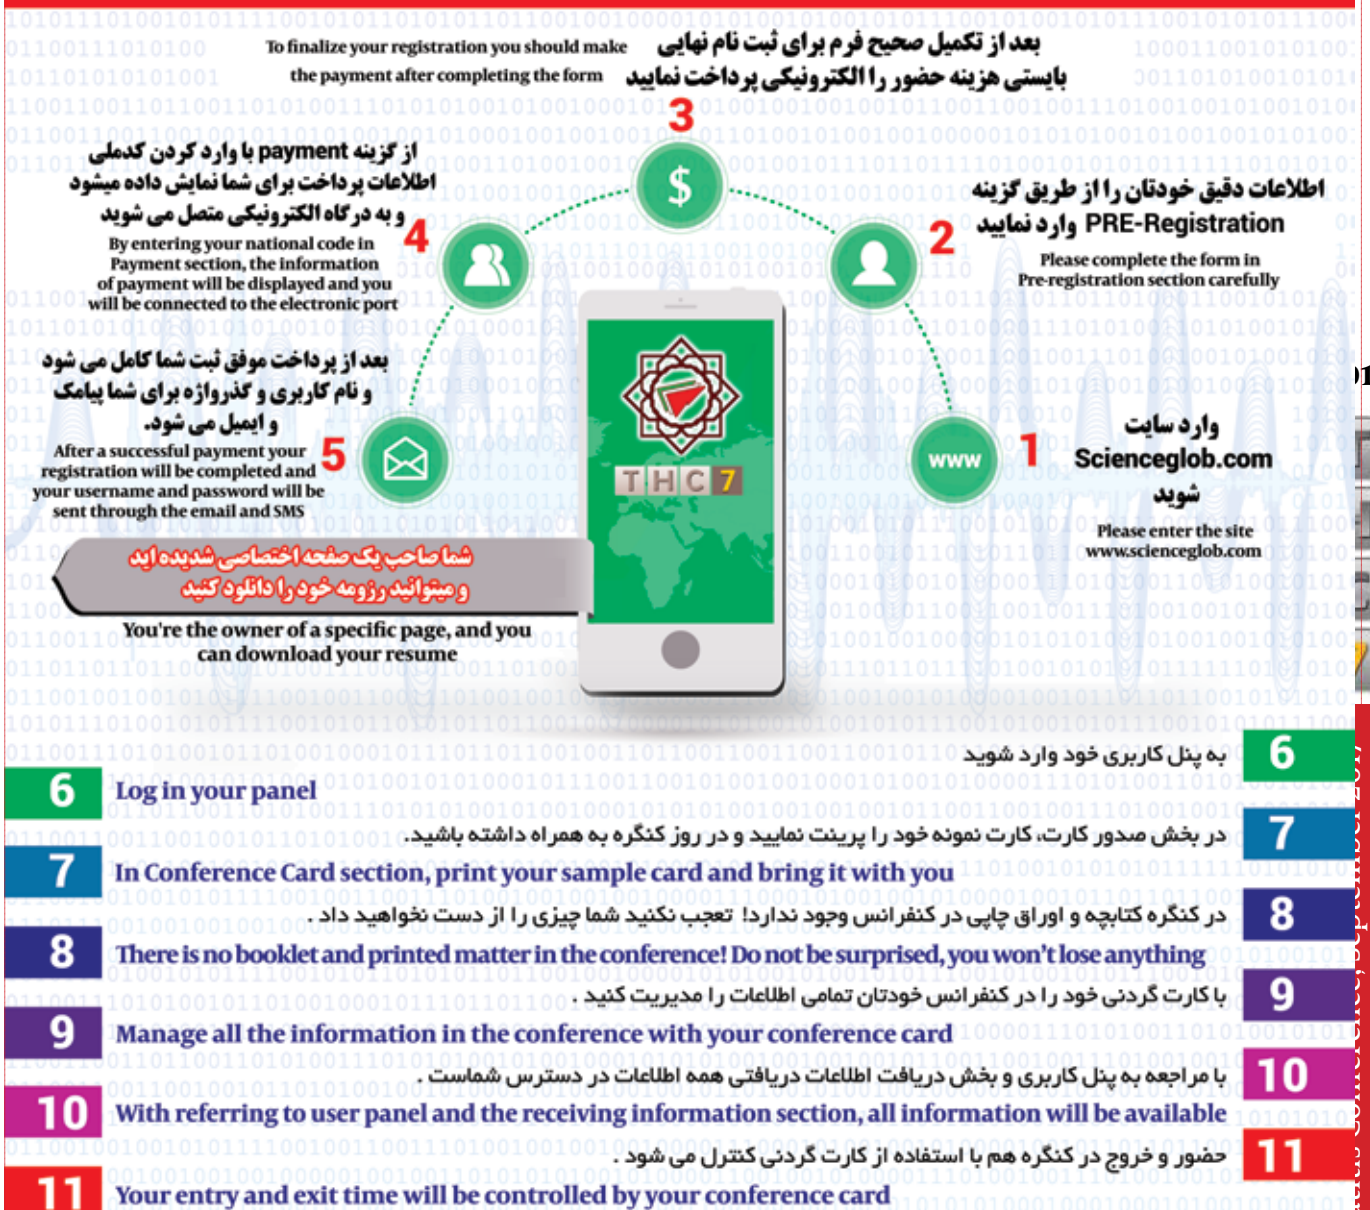 To finalize your registration you should make
the payment after completing the form
بعد از تکمیل صحیح فرم برای ثبت نام نهایی
بایستی هزینه حضور را الکترونیکی پرداخت نمایید
3
$
از گزینه payment با وارد کردن کدملی
اطلاعات پرداخت برای شما نمایش داده میشود
و به درگاه الکترونیکی متصل می شوید
4
By entering your national code in
Payment section, the information
of payment will be displayed and you
will be connected to the electronic port
اطلاعات دقیق خودتان را از طریق گزینه
PRE-Registration وارد نمایید
2
Please complete the form in
Pre-registration section carefully
بعد از پرداخت موفق ثبت شما کامل می شود
و نام کاربری و گذرواژه برای شما پیامک
و ایمیل می شود.
5
After a successful payment your
registration will be completed and
your username and password will be
sent through the email and SMS
THC7
www
1
وارد سایت
Scienceglob.com
شوید
Please enter the site
www.scienceglob.com
شما صاحب یک صفحه اختصاصی شدیده اید
و میتوانید رزومه خود را دانلود کنید
You're the owner of a specific page, and you
can download your resume
به پنل کاربری خود وارد شوید
6
6
Log in your panel
در بخش صدور کارت، کارت نمونه خود را پرینت نمایید و در روز کنگره به همراه داشته باشید.
7
7
In Conference Card section, print your sample card and bring it with you
در کنگره کتابچه و اوراق چاپی در کنفرانس وجود ندارد! تعجب نکنید شما چیزی را از دست نخواهید داد .
8
8
There is no booklet and printed matter in the conference! Do not be surprised, you won't lose anything
با کارت گردنی خود را در کنفرانس خودتان تمامی اطلاعات را مدیریت کنید .
9
9
Manage all the information in the conference with your conference card
با مراجعه به پنل کاربری و بخش دریافت اطلاعات دریافتی همه اطلاعات در دسترس شماست .
10
10
With referring to user panel and the receiving information section, all information will be available
حضور و خروج در کنگره هم با استفاده از کارت گردنی کنترل می شود .
11
11
Your entry and exit time will be controlled by your conference card